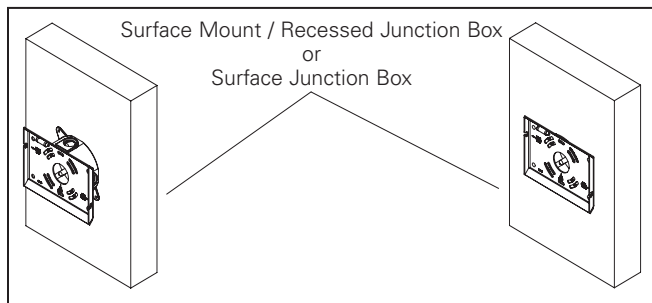 Surface Mount / Recessed Junction Box
or
Surface Junction Box